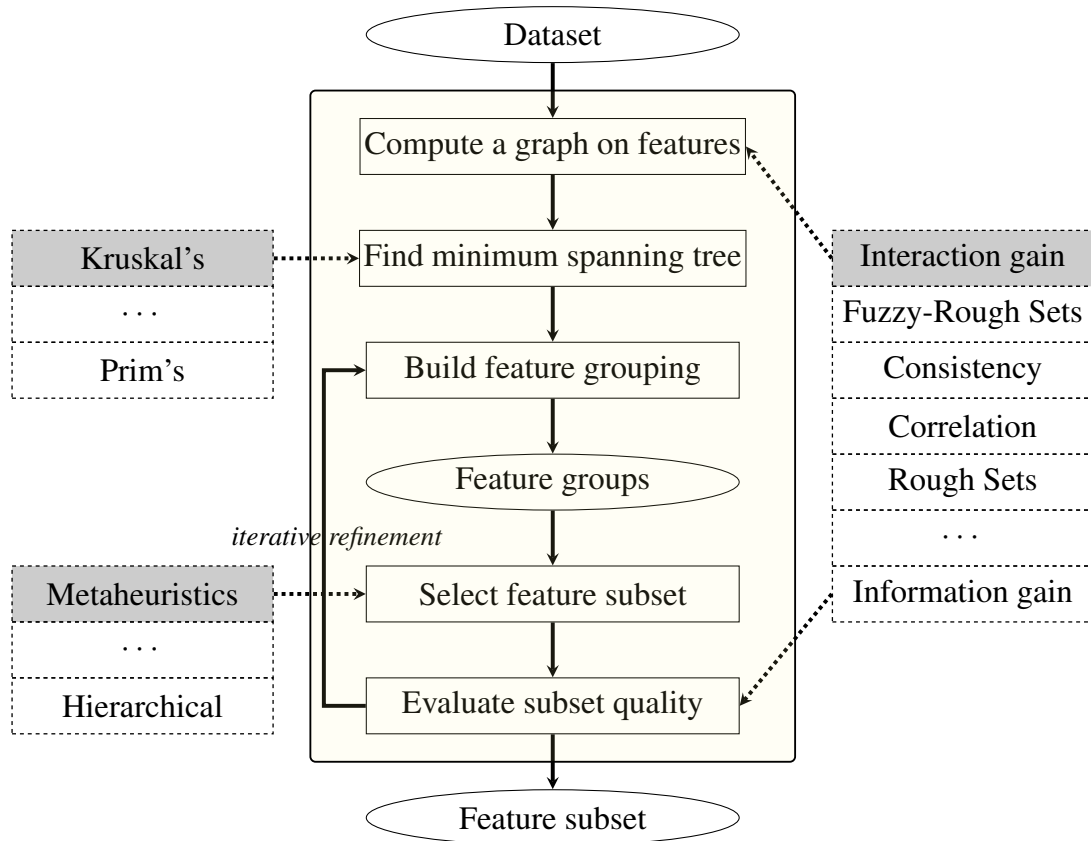 Dataset
Compute a graph on features
Kruskal's
Find minimum spanning tree
Interaction gain
. . .
Fuzzy-Rough Sets
Prim's
Build feature grouping
Consistency
Correlation
Feature groups
Rough Sets
iterative refinement
. . .
Metaheuristics
Select feature subset
Information gain
. . .
Hierarchical
Evaluate subset quality
Feature subset